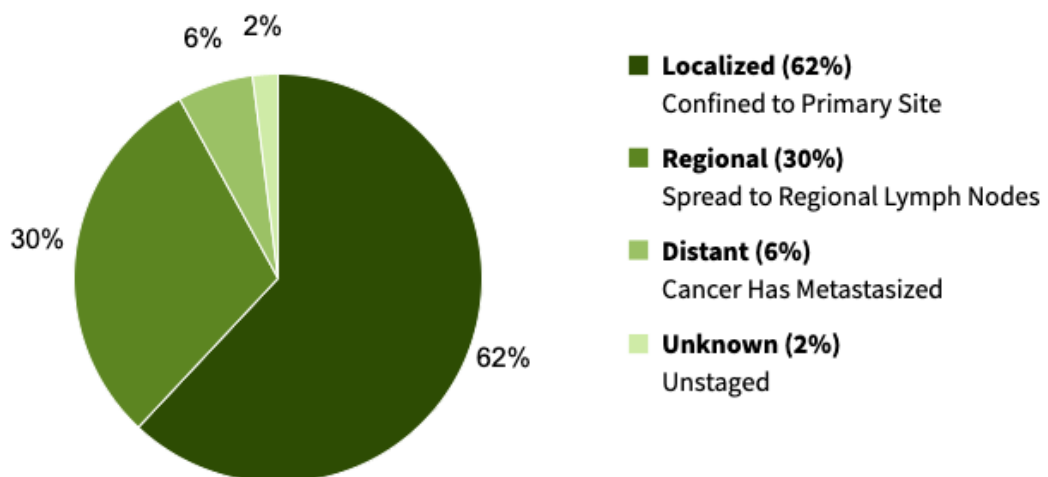 6%
2%
30%
62%
Localized (62%)
Confined to Primary Site
Regional (30%)
Spread to Regional Lymph Nodes
Distant (6%)
Cancer Has Metastasized
Unknown (2%)
Unstaged